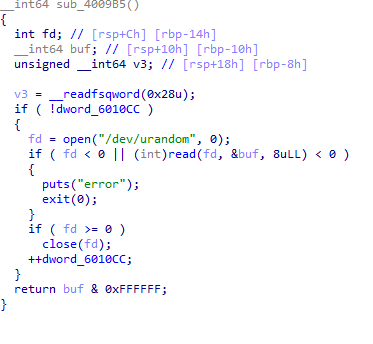 __int64 sub_4009B5()
{
  int fd; // [rsp+Ch] [rbp-14h]
  __int64 buf; // [rsp+10h] [rbp-10h]
  unsigned __int64 v3; // [rsp+18h] [rbp-8h]

  v3 = __readfsqword(0x28u);
  if ( !dword_6010CC )
  {
    fd = open("/dev/urandom", 0);
    if ( fd < 0 || (int)read(fd, &buf, 8uLL) < 0 )
    {
      puts("error");
      exit(0);
    }
    if ( fd >= 0 )
      close(fd);
    ++dword_6010CC;
  }
  return buf & 0xFFFFFF;
}